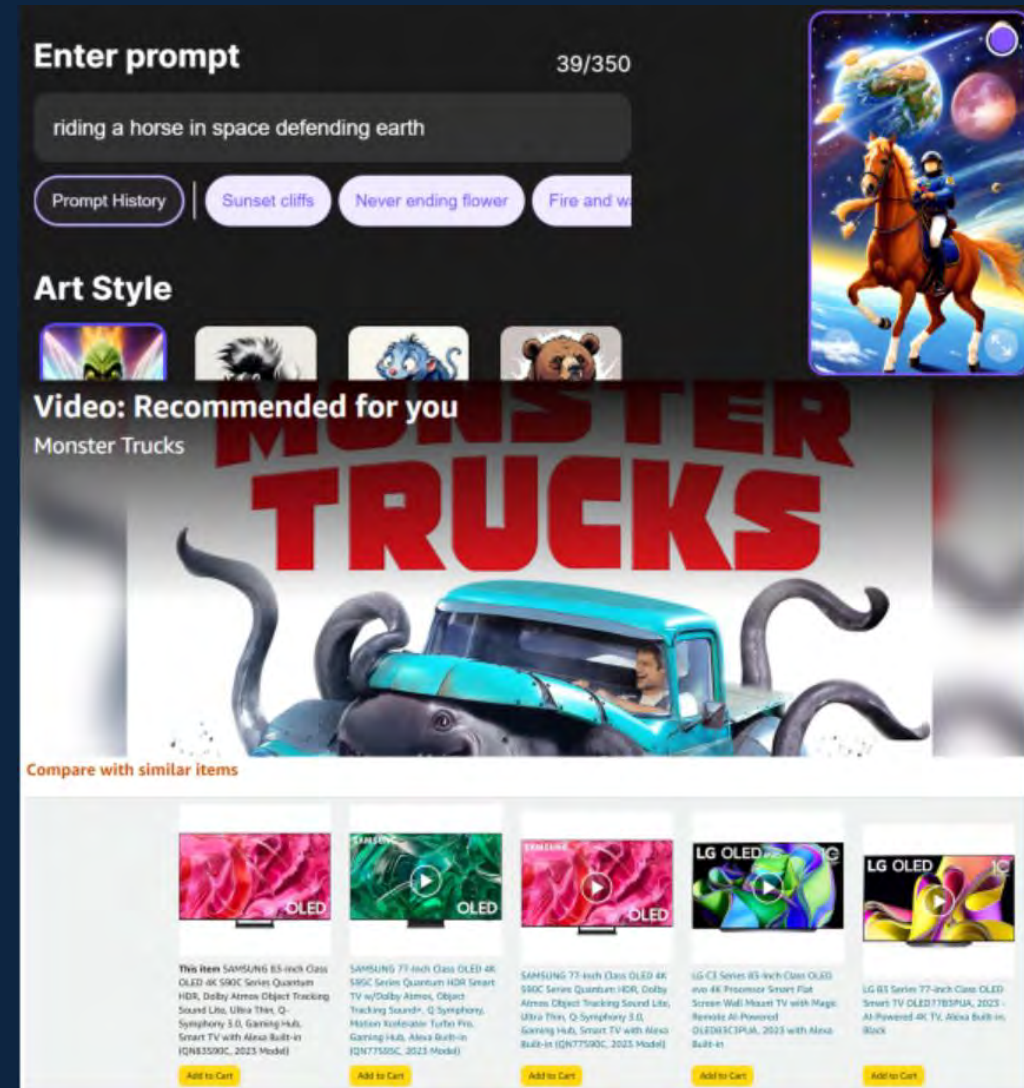 Enter prompt
39/350
riding a horse in space defending earth
Prompt History
Sunset cliffs
Never ending flower
Fire and wa
Art Style
Video: Recommended for you
Monster Trucks
MONSTER
TRUCKS
Compare with similar items
OLED
SAMSUNG
OLED
SAMSUNG
OLED
LG OLED
LG OLED
This item SAMSUNG 83-Inch Class
OLED 4K S90C Series Quantum
HDR, Dolby Atmos Object Tracking
Sound Lite, Ultra Thin, Q-
Symphony 3.0, Gaming Hub,
Smart TV with Alexa Built-in
(QN83S90C, 2023 Model)
Add to Cart
SAMSUNG 77-Inch Class OLED 4K
S95C Series Quantum HDR Smart
TV w/Dolby Atmos, Object
Tracking Sound+, Q Symphony,
Motion Xcelerator Turbo Pro,
Gaming Hub, Alexa Built-in
(QN77S95C, 2023 Model)
Add to Cart
SAMSUNG 77-Inch Class OLED 4K
S90C Series Quantum HDR, Dolby
Atmos Object Tracking Sound Lite,
Ultra Thin, Q-Symphony 3.0,
Gaming Hub, Smart TV with Alexa
Built-in (QN77S90C, 2023 Model)
Add to Cart
LG C3 Series 83-Inch Class OLED
evo 4K Processor Smart Flat
Screen Wall Mount TV with Magic
Remote AI-Powered
OLED83C3PUA, 2023 with Alexa
Built-in
Add to Cart
LG B3 Series 77-Inch Class OLED
Smart TV OLED77B3PUA, 2023 -
AI-Powered 4K TV, Alexa Built-in,
Black
Add to Cart